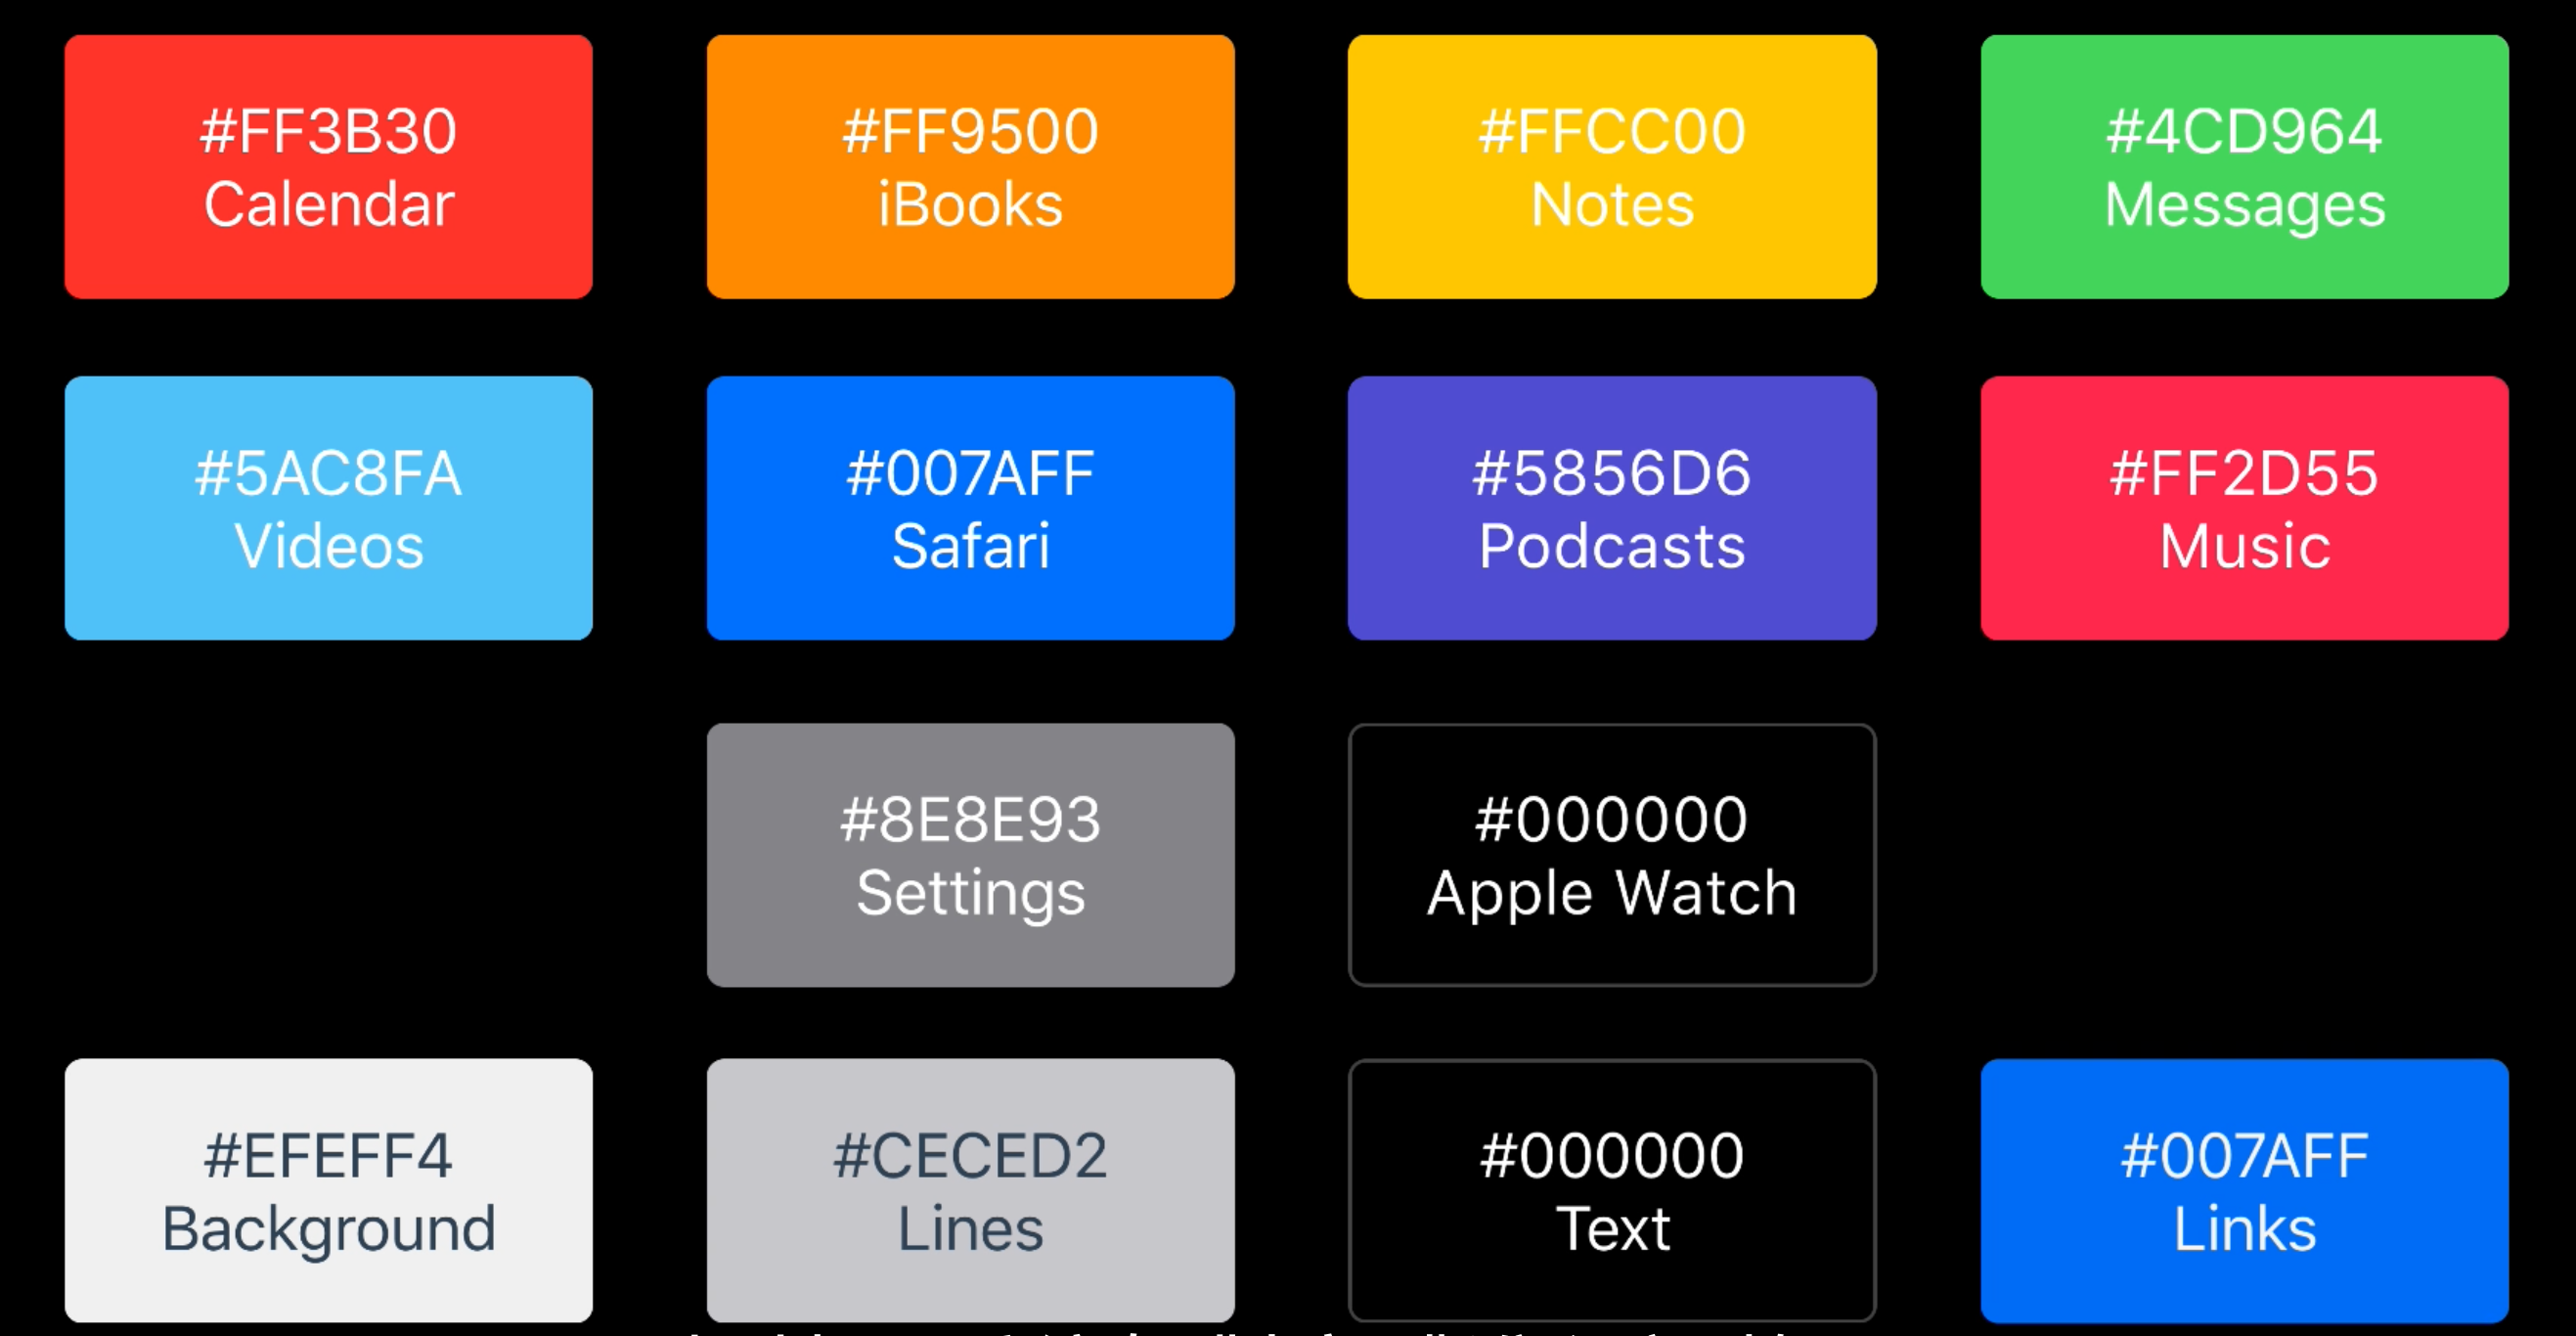 #FF3B30
Calendar
#FF9500
iBooks
#FFCC00
Notes
#4CD964
Messages
#5AC8FA
Videos
#007AFF
Safari
#5856D6
Podcasts
#FF2D55
Music
#8E8E93
Settings
#000000
Apple Watch
#EFEFF4
Background
#CECED2
Lines
#000000
Text
#007AFF
Links